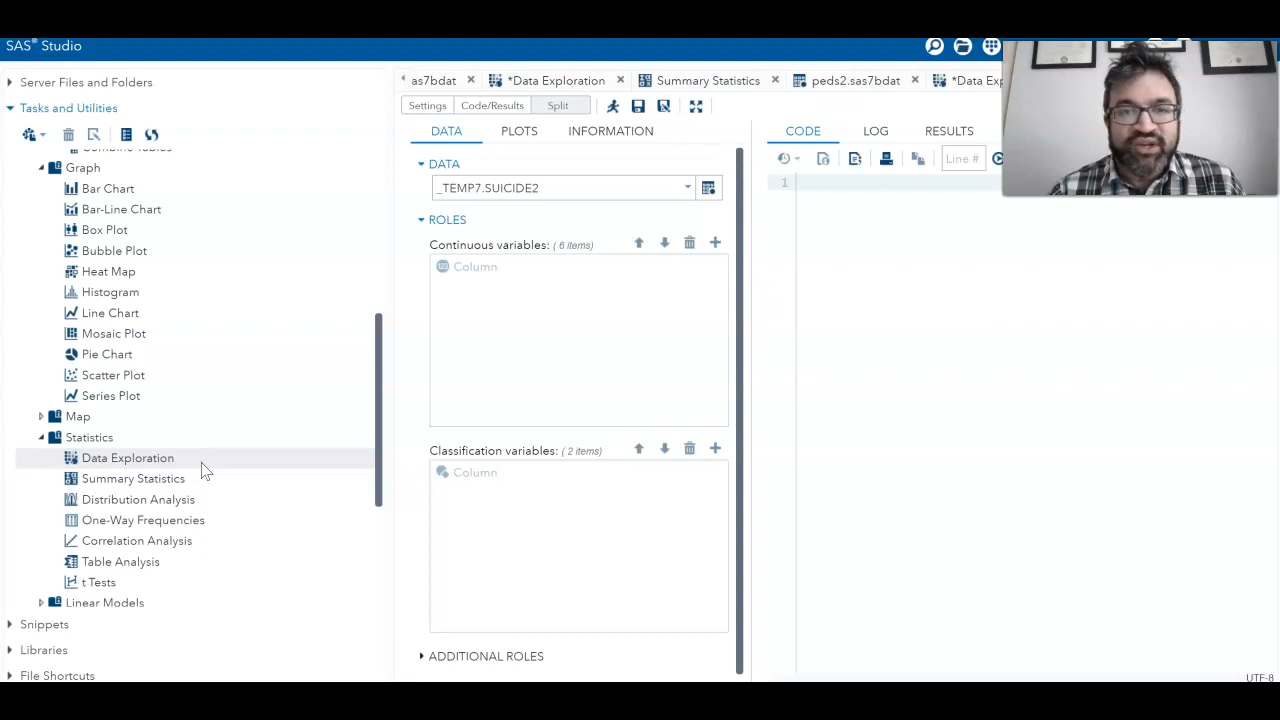 SAS® Studio
Server Files and Folders
Tasks and Utilities
Combine Tables
Graph
Bar Chart
Bar-Line Chart
Box Plot
Bubble Plot
Heat Map
Histogram
Line Chart
Mosaic Plot
Pie Chart
Scatter Plot
Series Plot
Map
Statistics
Data Exploration
Summary Statistics
Distribution Analysis
One-Way Frequencies
Correlation Analysis
Table Analysis
t Tests
Linear Models
Snippets
Libraries
File Shortcuts
as7bdat
*Data Exploration
Summary Statistics
peds2.sas7bdat
*Data Exp
Settings
Code/Results
Split
DATA
PLOTS
INFORMATION
DATA
_TEMP7.SUICIDE2
ROLES
Continuous variables: ( 6 items)
123 Column
Classification variables: ( 2 items)
Column
ADDITIONAL ROLES
CODE
LOG
RESULTS
Line #
1
UTF-8